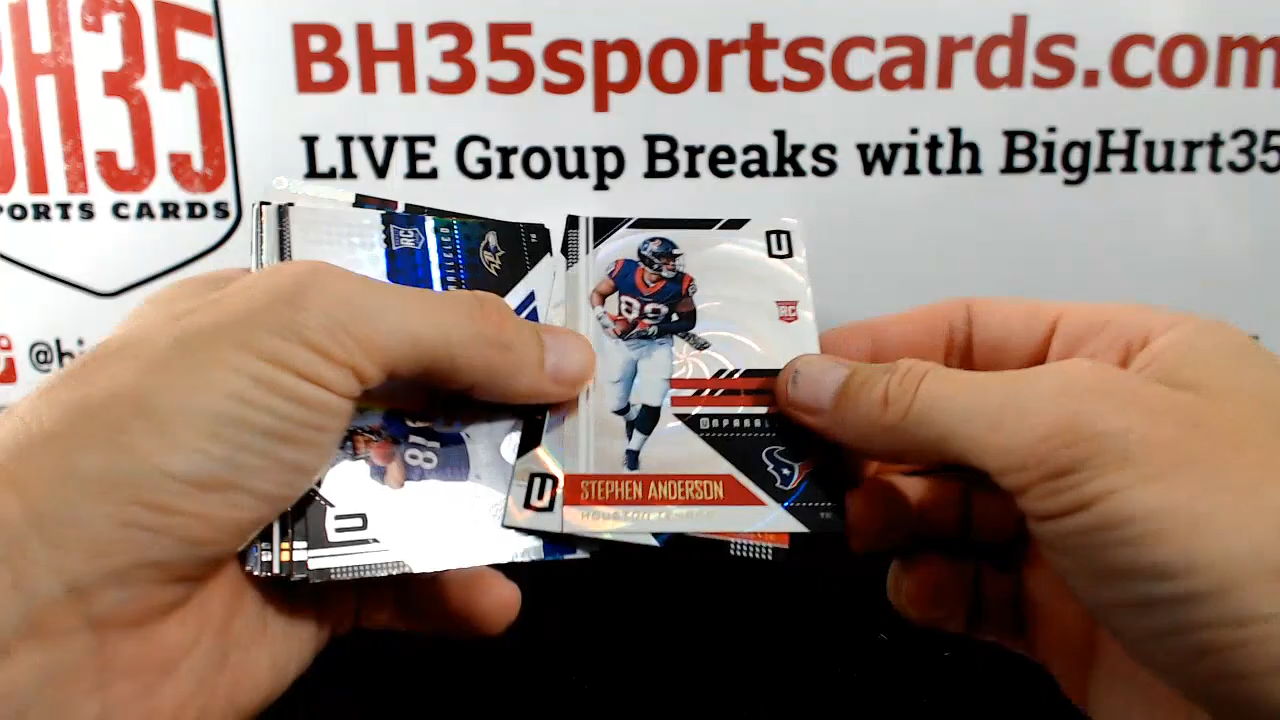 BH35
PORTS CARDS
BH35sportscards.com
LIVE Group Breaks with BigHurt35
RC
U
RC
STEPHEN ANDERSON
U
U